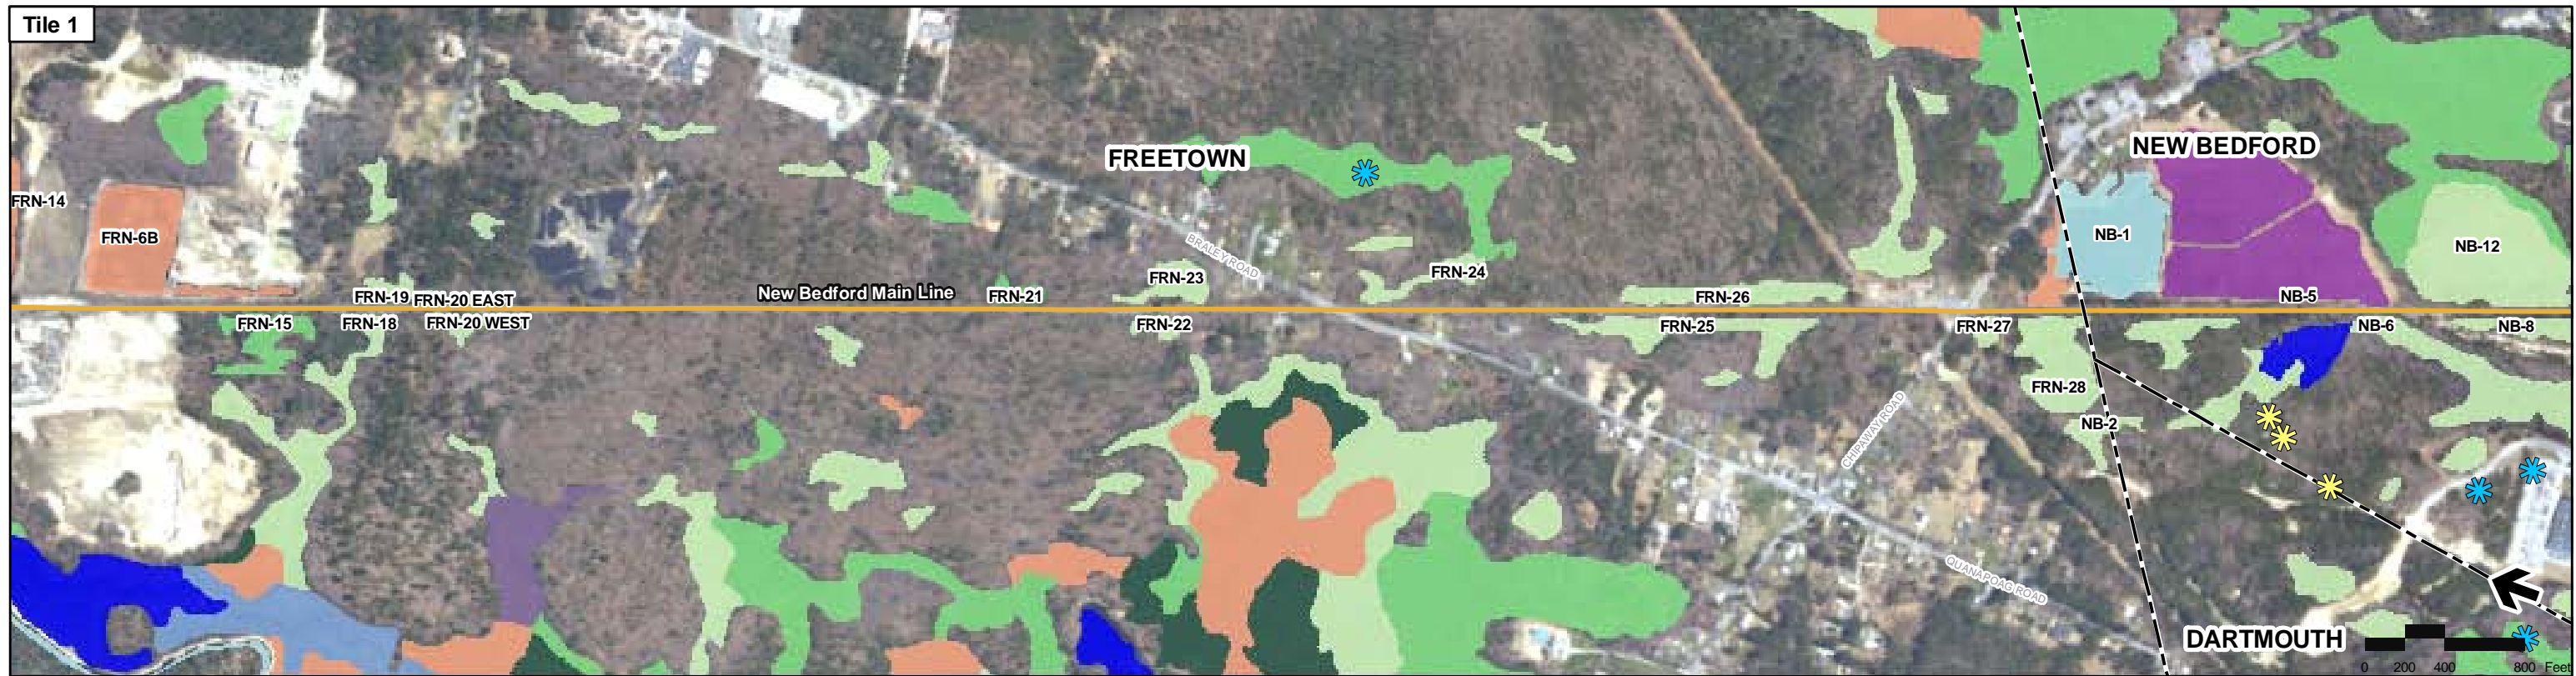 Tile 1
FREETOWN
NEW BEDFORD
FRN-14
FRN-6B
NB-1
NB-12
BRALEY ROAD
FRN-23
FRN-24
FRN-19
FRN-20 EAST
New Bedford Main Line
FRN-21
FRN-26
NB-5
FRN-15
FRN-18
FRN-20 WEST
FRN-22
FRN-25
FRN-27
NB-6
NB-8
FRN-28
NB-2
CHIPAWAY ROAD
QUANAPOAG ROAD
DARTMOUTH
0 200 400 800 Feet